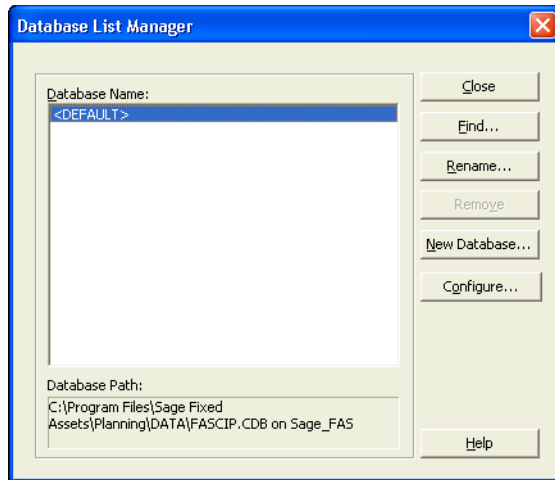 Database List Manager
Database Name:
<DEFAULT>
Close
Find...
Rename...
Remove
New Database...
Configure...
Database Path:
C:\Program Files\Sage Fixed
Assets\Planning\DATA\FASCIP.CDB on Sage_FAS
Help